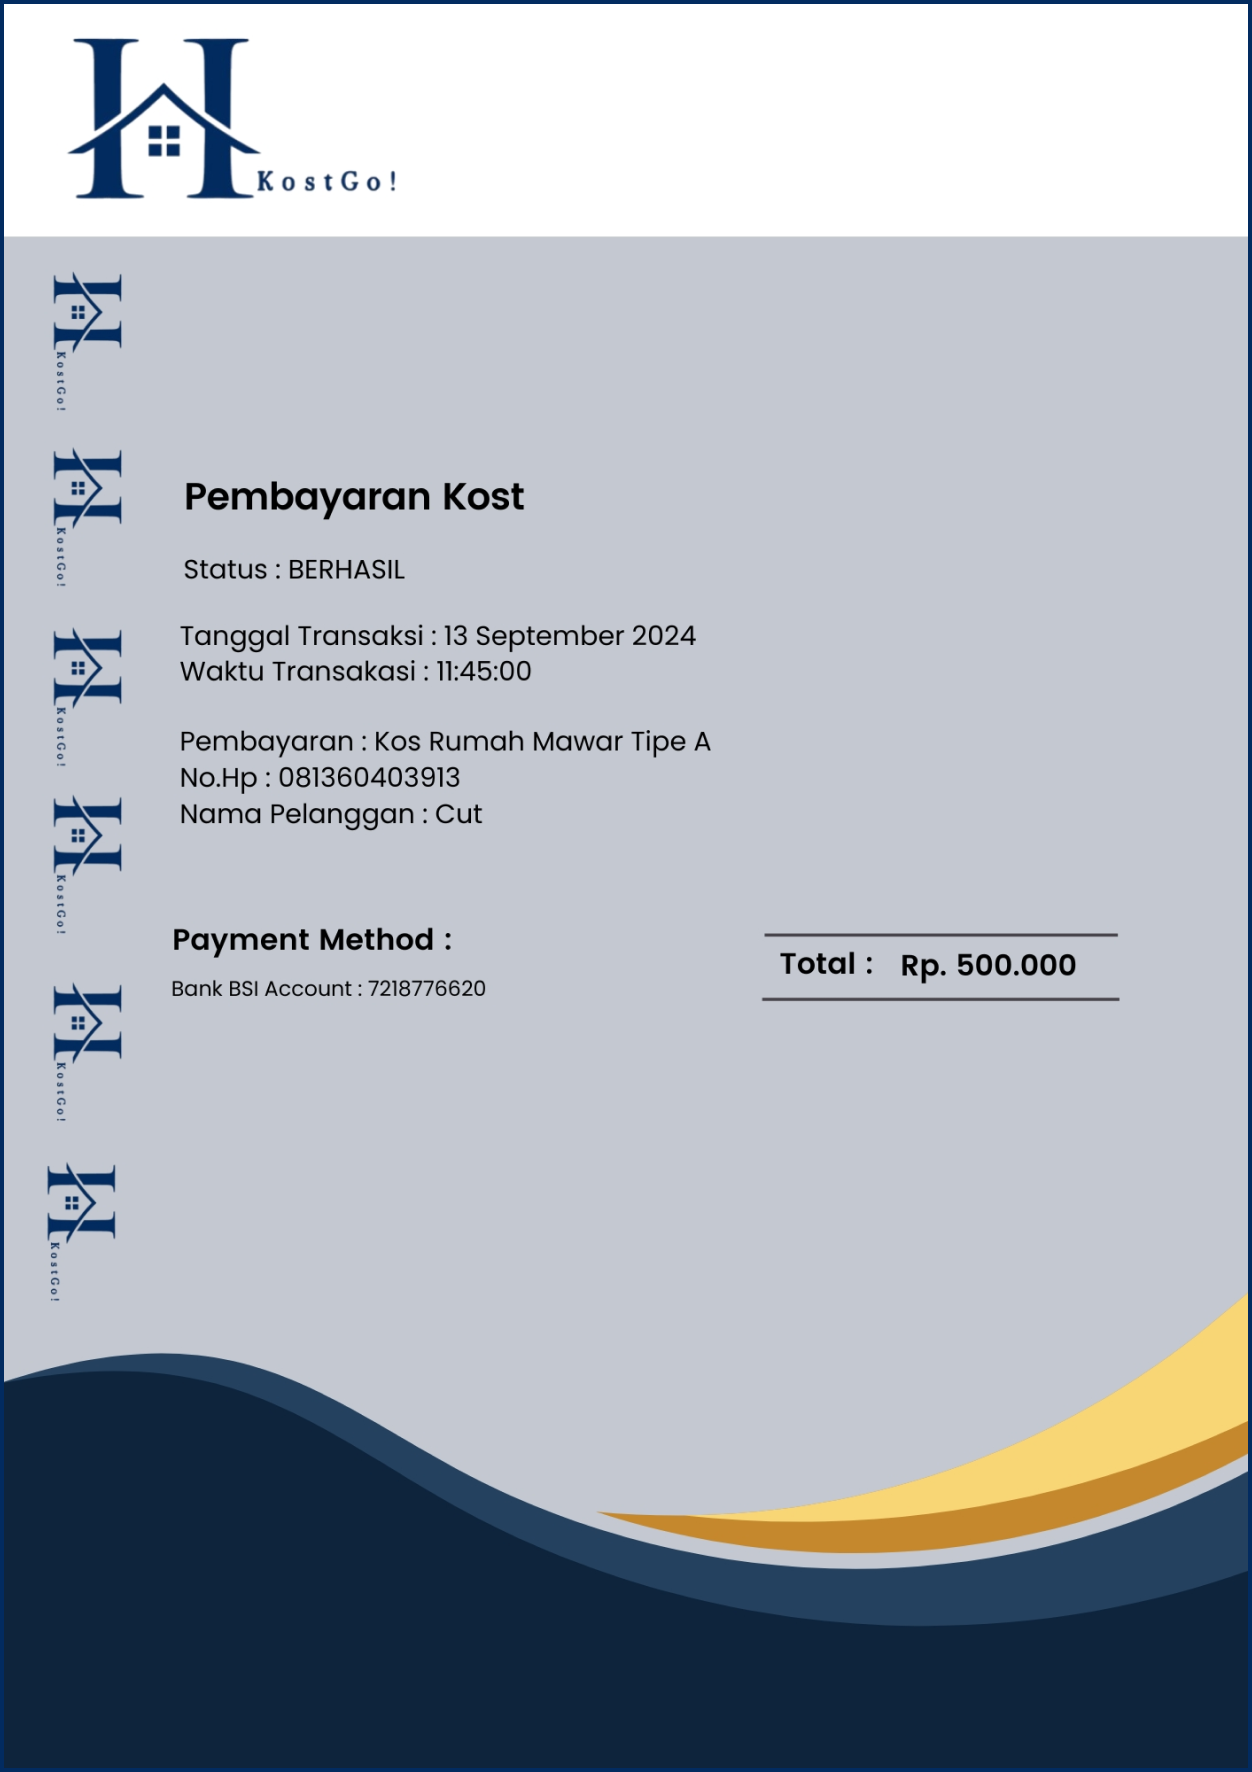 KostGo!
KostGo!
KostGo!
KostGo!
KostGo!
KostGo!
KostGo!
Pembayaran Kost
Status : BERHASIL
Tanggal Transaksi : 13 September 2024
Waktu Transakasi : 11:45:00
Pembayaran : Kos Rumah Mawar Tipe A
No.Hp : 081360403913
Nama Pelanggan : Cut
Payment Method :
Bank BSI Account : 7218776620
Total : Rp. 500.000